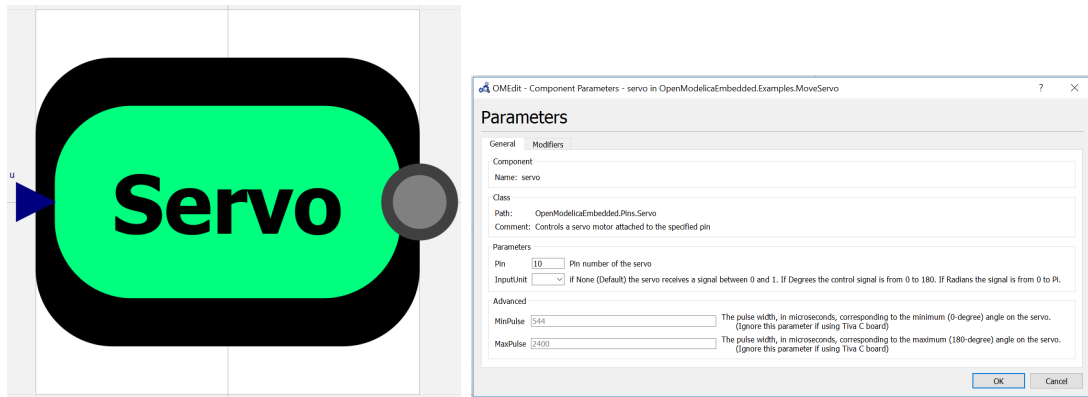 u
Servo
OMEdit - Component Parameters - servo in OpenModelicaEmbedded.Examples.MoveServo
?
Parameters
General Modifiers
Component
Name: servo
Class
Path: OpenModelicaEmbedded.Pins.Servo
Comment: Controls a servo motor attached to the specified pin
Parameters
Pin 10 Pin number of the servo
InputUnit if None (Default) the servo receives a signal between 0 and 1. If Degrees the control signal is from 0 to 180. If Radians the signal is from 0 to Pi.
Advanced
MinPulse 544 The pulse width, in microseconds, corresponding to the minimum (0-degree) angle on the servo.
(Ignore this parameter if using Tiva C board)
MaxPulse 2400 The pulse width, in microseconds, corresponding to the maximum (180-degree) angle on the servo.
(Ignore this parameter if using Tiva C board)
OK Cancel